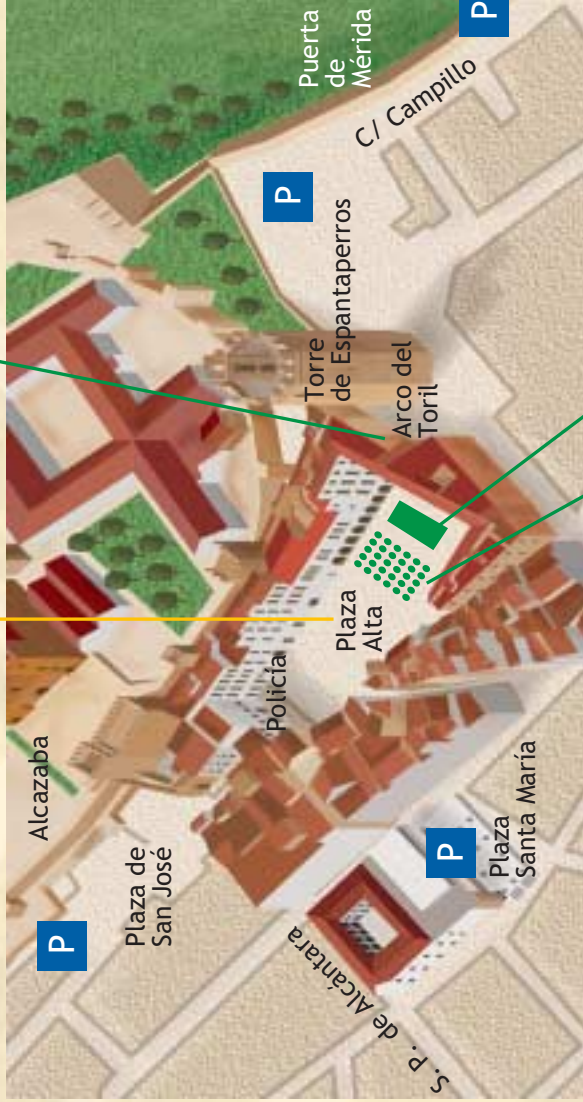 Alcazaba
P
Plaza de
San José
Policía
Plaza
Alta
Torre
de Espantaperros
Arco del
Toril
P
Puerta
de
Mérida
P
C/ Campillo
P
Plaza
Santa María
S. P. de Alcántara